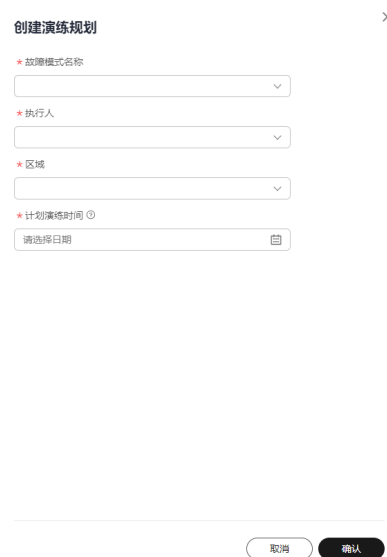 创建演练规划
* 故障模式名称
* 执行人
* 区域
* 计划演练时间
请选择日期
取消 确认